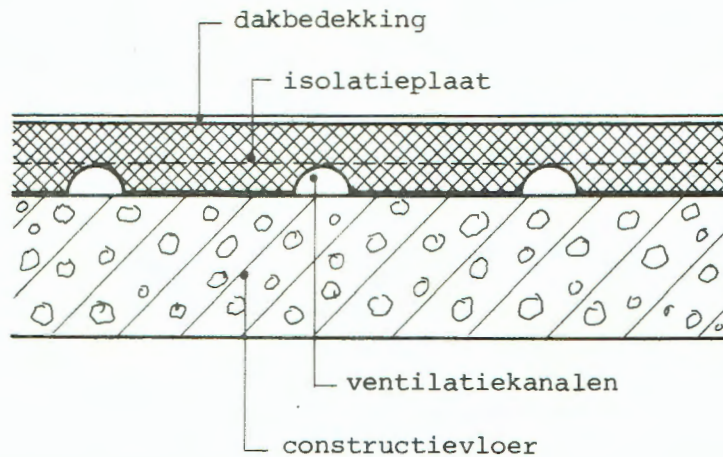 dakbedekking
isolatieplaat
ventilatiekanalen
constructievloer